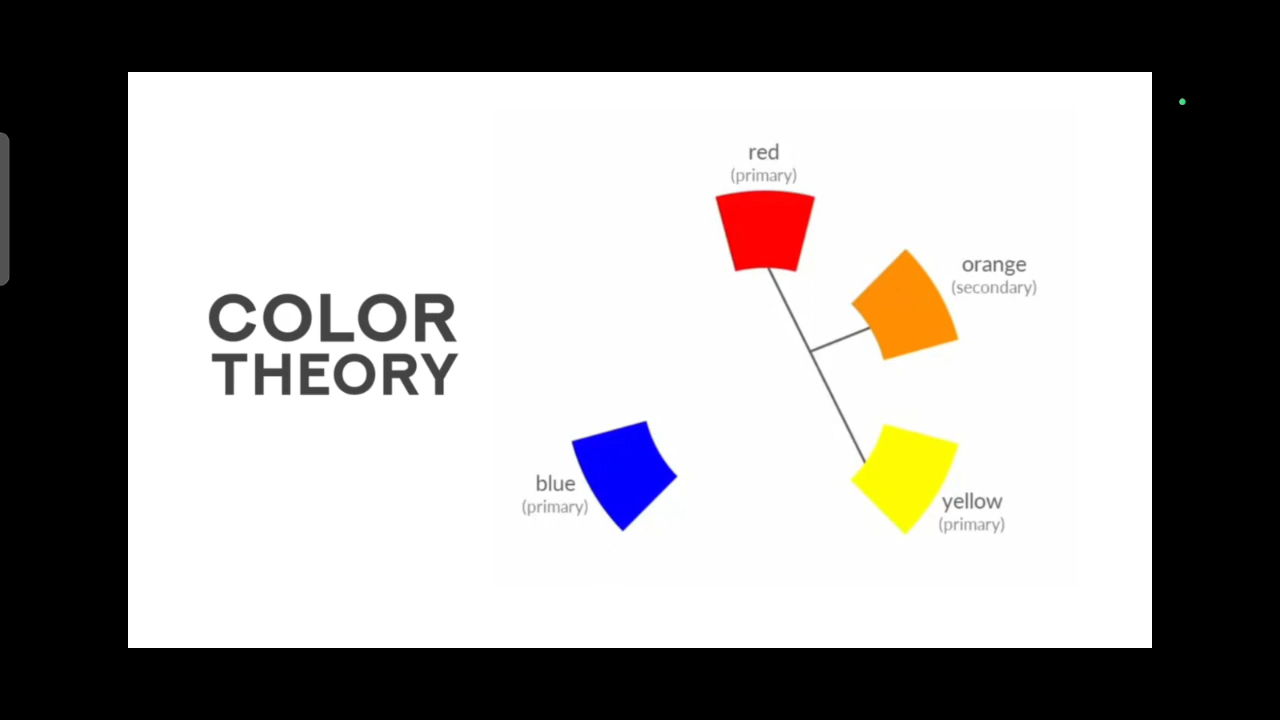 COLOR
THEORY
red
(primary)
orange
(secondary)
blue
(primary)
yellow
(primary)